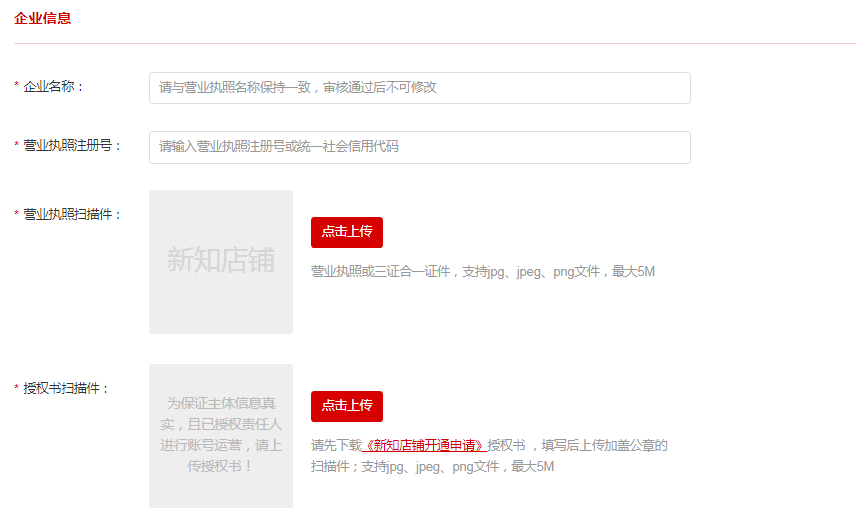 企业信息
* 企业名称：
请与营业执照名称保持一致，审核通过后不可修改
* 营业执照注册号：
请输入营业执照注册号或统一社会信用代码
* 营业执照扫描件：
新知店铺
点击上传
营业执照或三证合一证件，支持jpg、jpeg、png文件，最大5M
* 授权书扫描件：
为保证主体信息真
实，且已授权责任人
进行账号运营，请上
传授权书！
点击上传
请先下载《新知店铺开通申请》授权书 ，填写后上传加盖公章的
扫描件；支持jpg、jpeg、png文件，最大5M